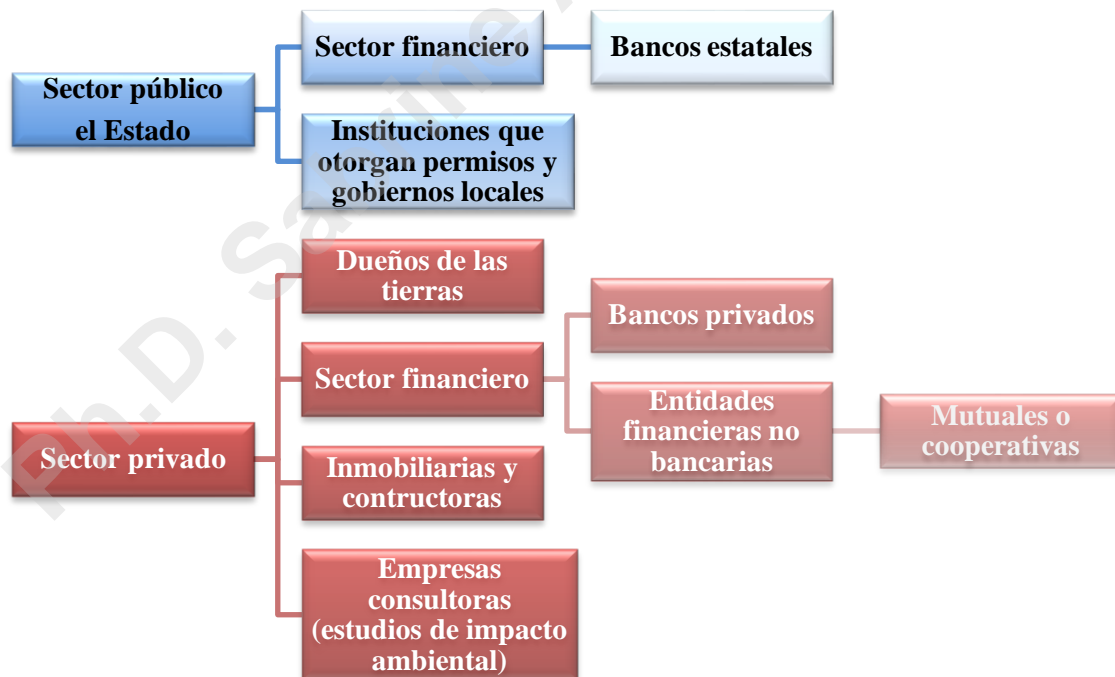 Sector financiero
Bancos estatales
Sector público
el Estado
Instituciones que
otorgan permisos y
gobiernos locales
Dueños de las
tierras
Bancos privados
Sector financiero
Entidades
financieras no
bancarias
Mutuales o
cooperativas
Sector privado
Inmobiliarias y
contructoras
Empresas
consultoras
(estudios de impacto
ambiental)
Ph.D.